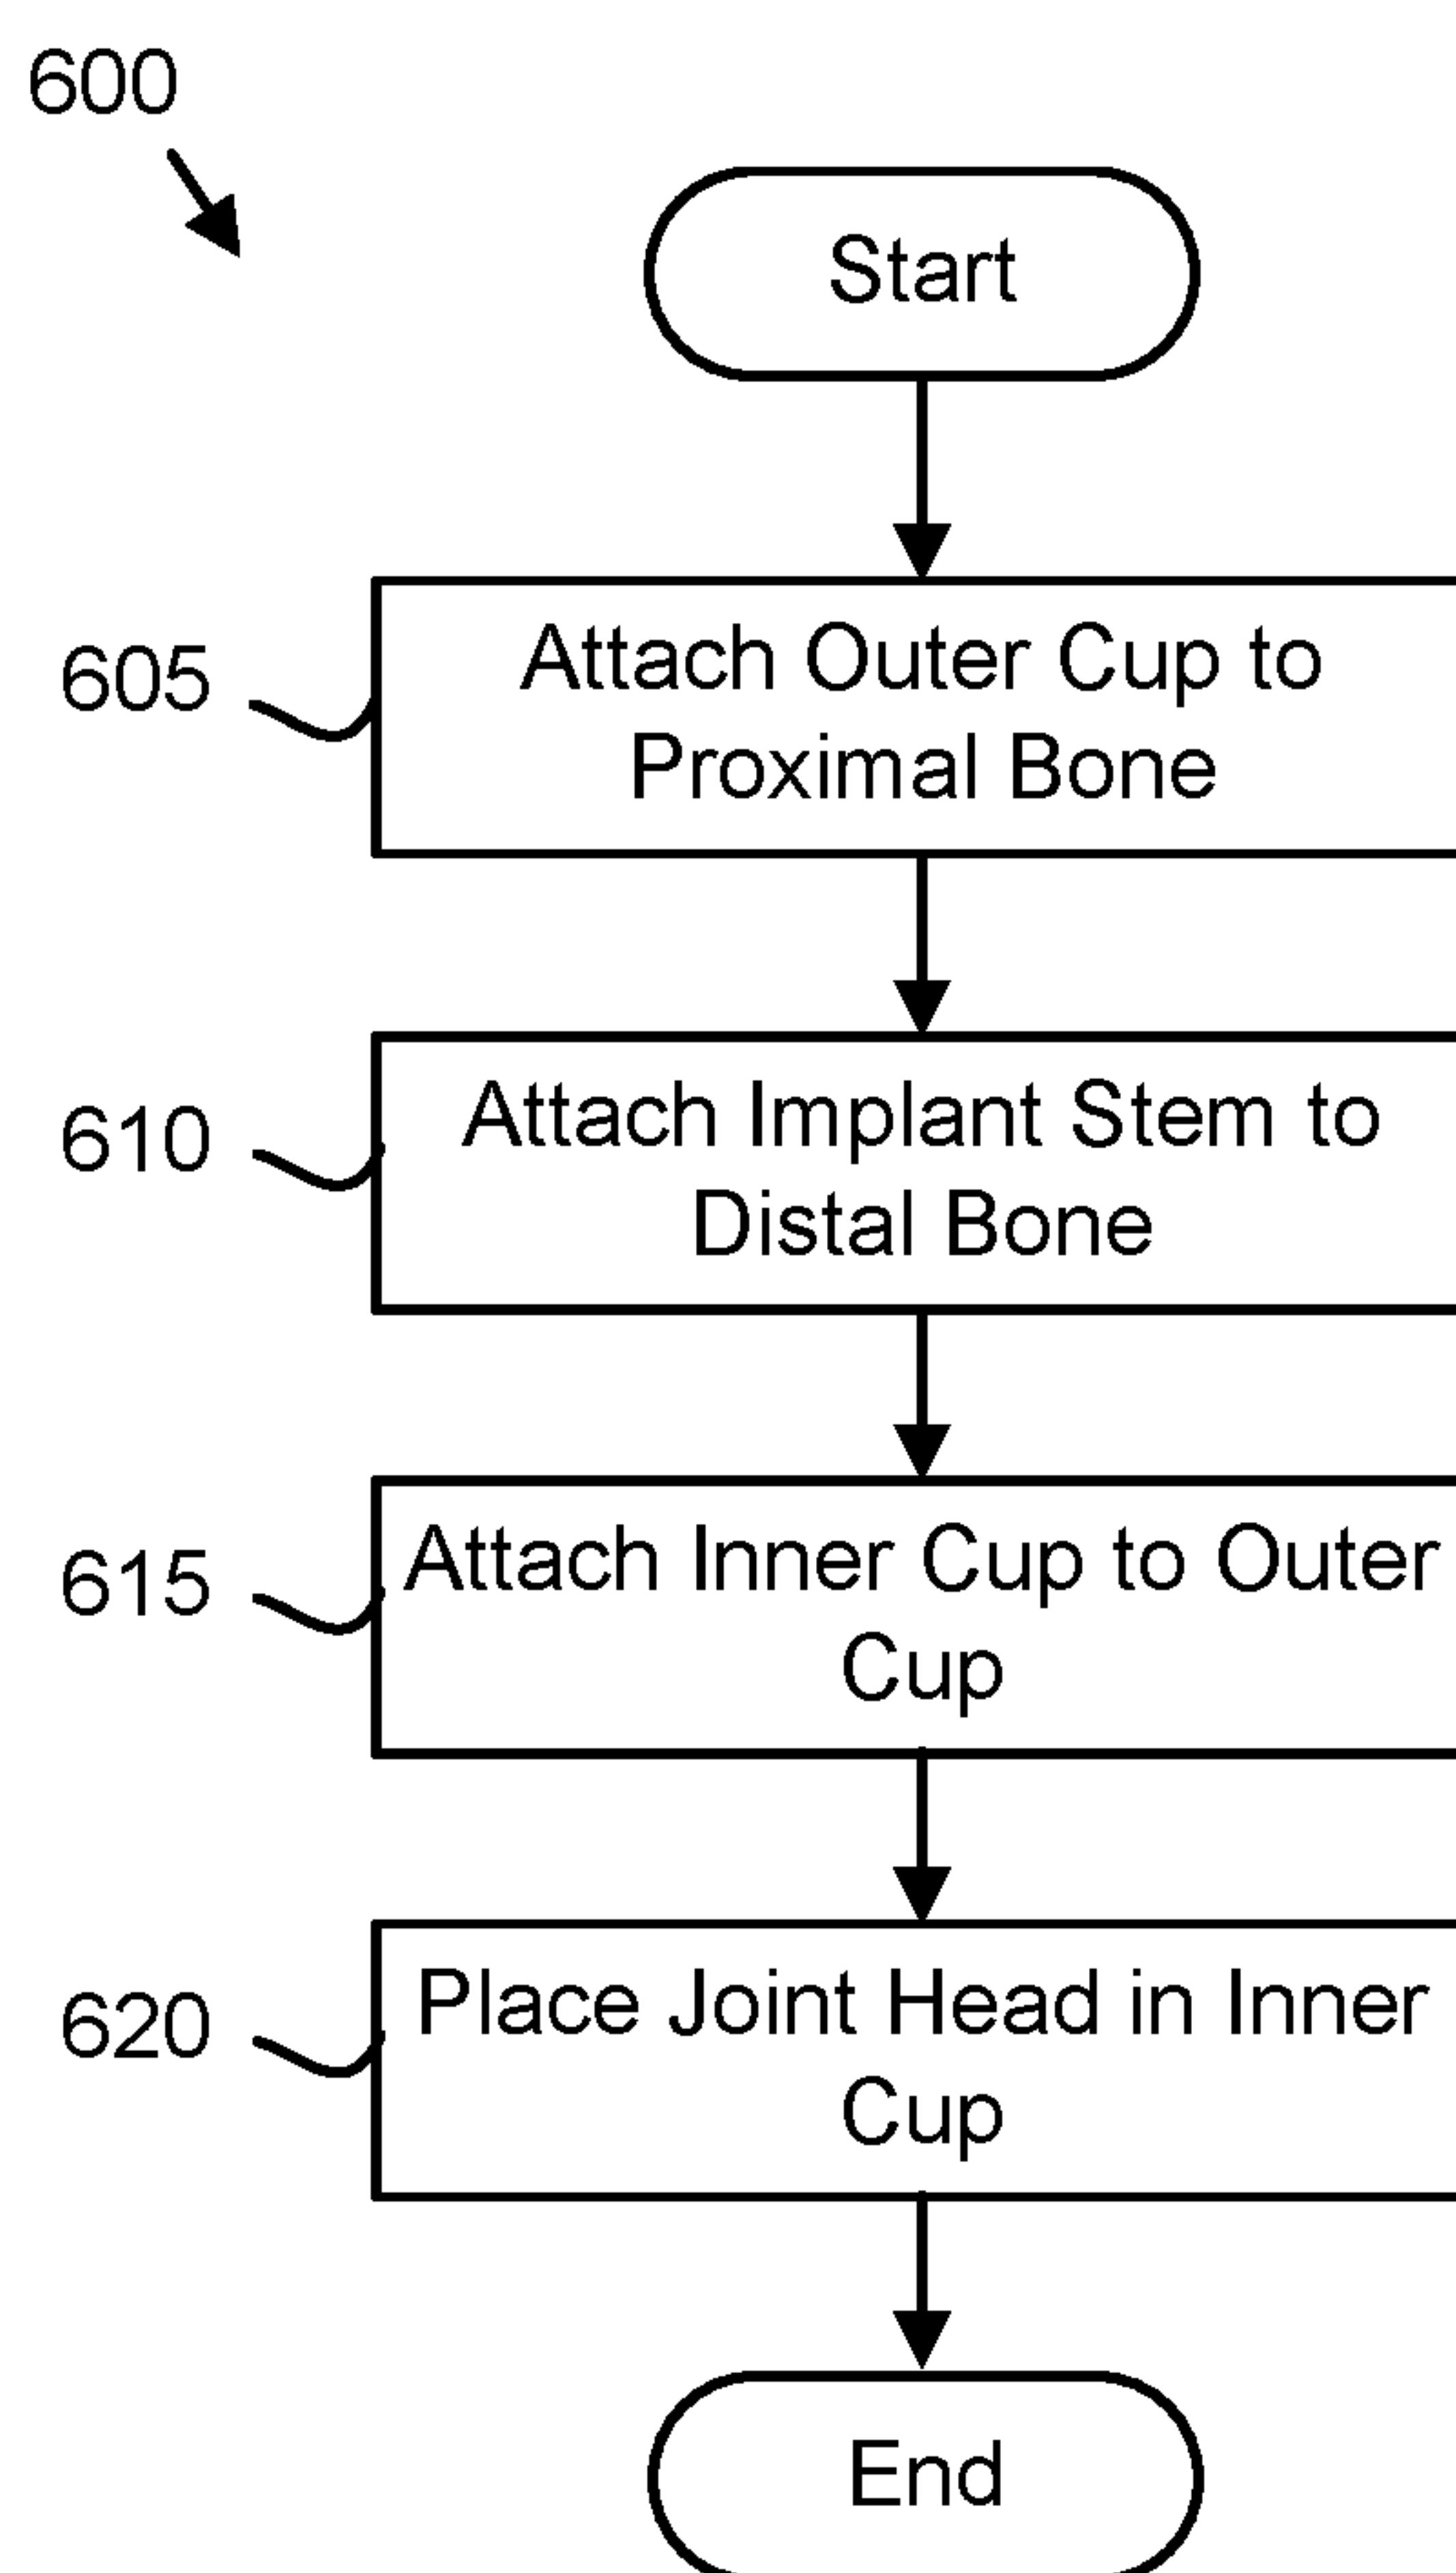 600
Start
605
Attach Outer Cup to
Proximal Bone
610
Attach Implant Stem to
Distal Bone
615
Attach Inner Cup to Outer
Cup
620
Place Joint Head in Inner
Cup
End